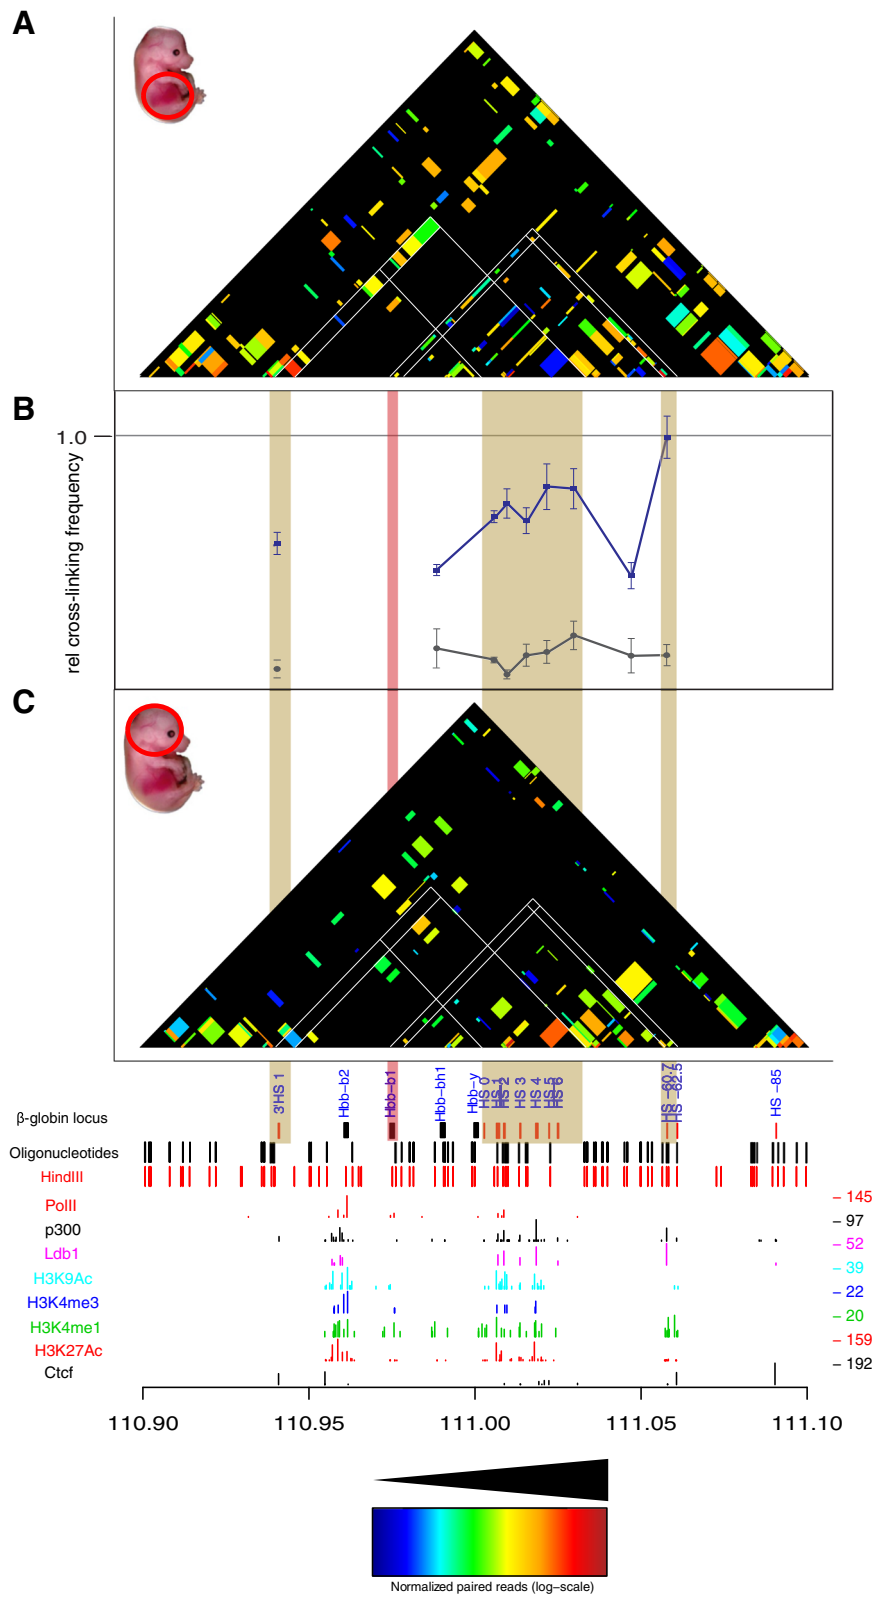 A
B
1.0
rel cross-linking frequency
C
3'HS 1
Hbb-b2
Hbb-b1
Hbb-bh1
Hbb-y
HS 0
HS 1
HS 2
HS 3
HS 4
HS 5
HS 6
HS -60.7
HS -62.5
HS -85
β-globin locus
Oligonucleotides
HindIII
PolII
145
p300
97
Ldb1
52
H3K9Ac
39
H3K4me3
22
H3K4me1
20
H3K27Ac
159
Ctcf
192
110.90 110.95 111.00 111.05 111.10
Normalized paired reads (log-scale)